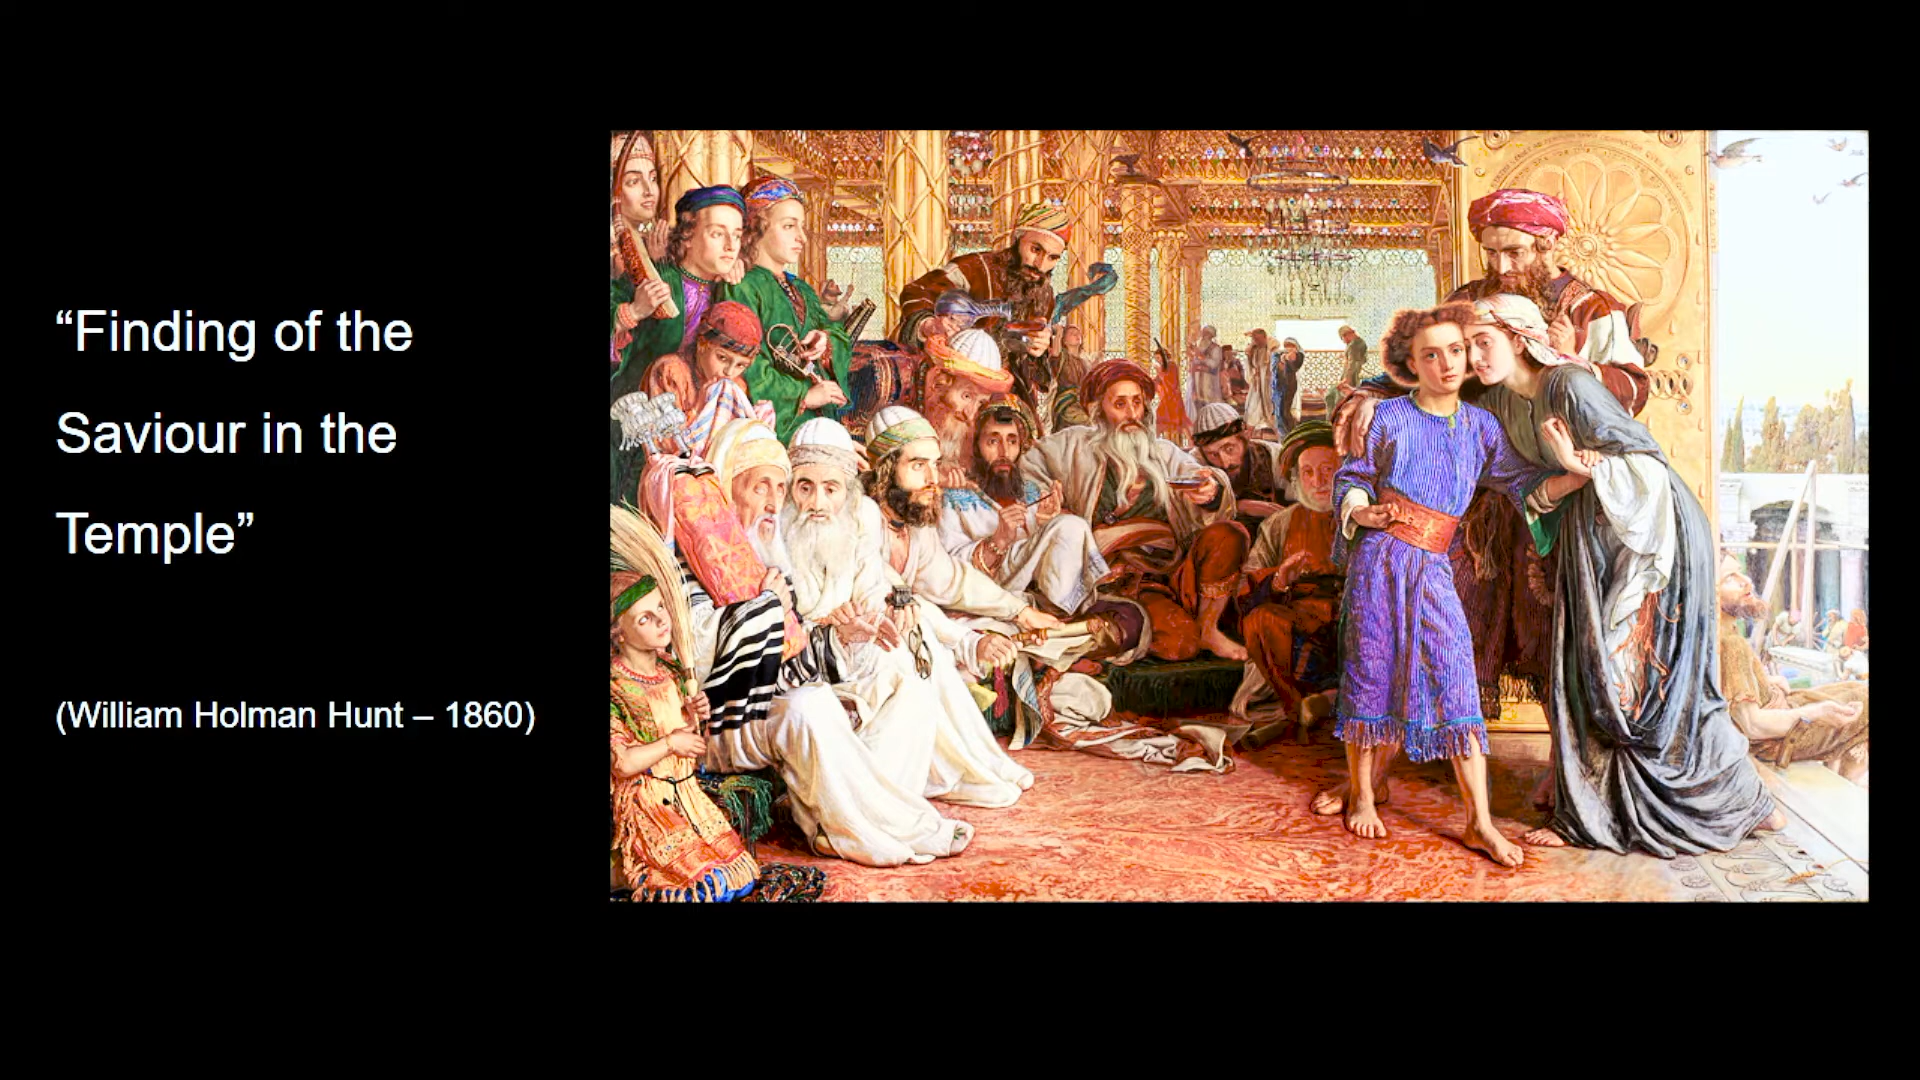 “Finding of the
Saviour in the
Temple”
(William Holman Hunt – 1860)